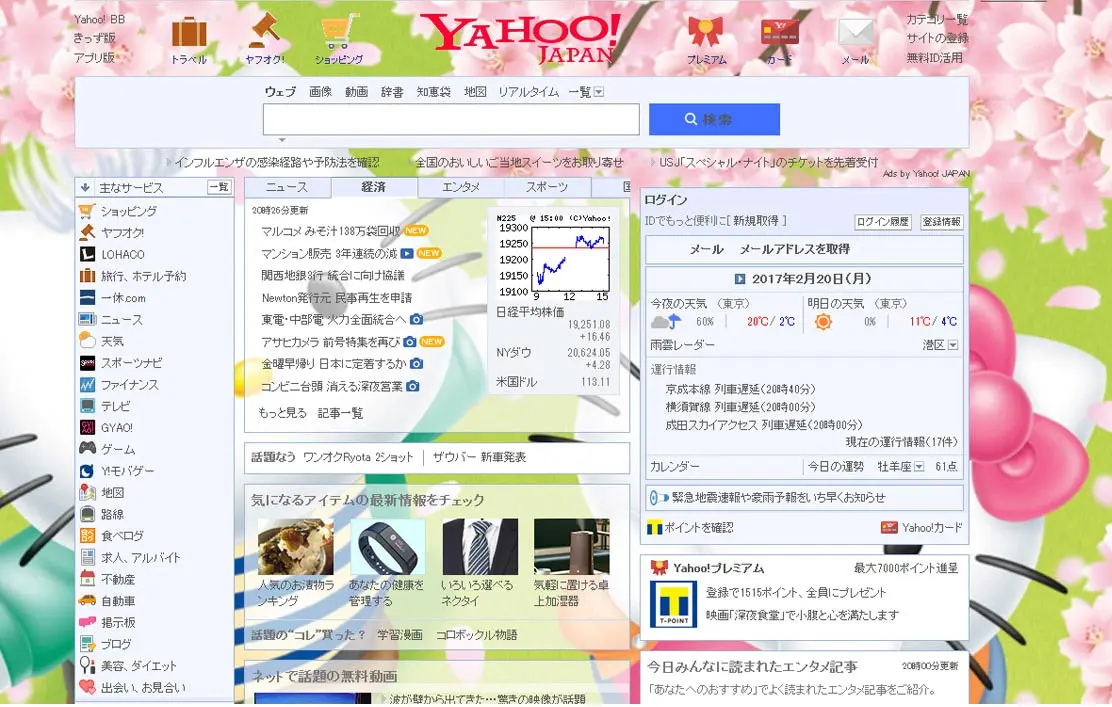 Yahoo! BB
きっず版
アプリ版
トラベル
ヤフオク!
ショッピング
YAHOO!
JAPAN
プレミアム
カード
メール
カテゴリ一覧
サイトの登録
無料ID活用
ウェブ 画像 動画 辞書 知恵袋 地図 リアルタイム 一覧
検索
インフルエンザの感染経路や予防法を確認
全国のおいしいご当地スイーツをお取り寄せ
USJ「スペシャル・ナイト」のチケットを先着受付
Ads by Yahoo! JAPAN
主なサービス 一覧
ショッピング
ヤフオク!
LOHACO
旅行、ホテル予約
一休.com
ニュース
天気
スポーツナビ
ファイナンス
テレビ
GYAO!
ゲーム
Y!モバゲー
地図
路線
食べログ
求人、アルバイト
不動産
自動車
掲示板
ブログ
美容、ダイエット
出会い、お見合い
ニュース 経済 エンタメ スポーツ
20時26分更新
マルコメ みそ汁138万袋回収 NEW
マンション販売 3年連続の減 NEW
関西地銀3行 統合に向け協議
Newton発行元 民事再生を申請
東電・中部電 火力全面統合へ
アサヒカメラ 前号特集を再び NEW
金曜早帰り 日本に定着するか
コンビニ台頭 消える深夜営業
もっと見る 記事一覧
N225 @ 15:00 (C)Yahoo!
19300
19250
19200
19150
19100
9 12 15
日経平均株価
19,251.08
+16.46
NYダウ 20,624.05
+4.28
米国ドル 113.11
話題なう ワンオクRyota 2ショット ザウバー 新車発表
気になるアイテムの最新情報をチェック
人気のお漬物ランキング
あなたの健康を管理する
いろいろ選べるネクタイ
気軽に置ける卓上加湿器
話題の“コレ”買った? 学習漫画 コロボックル物語
ネットで話題の無料動画
波が壁から出てきた…驚きの映像が話題
ログイン
IDでもっと便利に[ 新規取得 ] ログイン履歴 登録情報
メール メールアドレスを取得
2017年2月20日(月)
今夜の天気 (東京)
60% 20℃/ 2℃
明日の天気 (東京)
0% 11℃/ 4℃
雨雲レーダー 港区
運行情報
京成本線 列車遅延(20時40分)
横須賀線 列車遅延(20時00分)
成田スカイアクセス 列車遅延(20時00分)
現在の運行情報(17件)
カレンダー 今日の運勢 牡羊座 61点
緊急地震速報や豪雨予報をいち早くお知らせ
ポイントを確認 Yahoo!カード
Yahoo!プレミアム 最大7000ポイント進呈
T-POINT
登録で1515ポイント、全員にプレゼント
映画「深夜食堂」で小腹と心を満たします
今日みんなに読まれたエンタメ記事 20時00分更新
「あなたへのおすすめ」でよく読まれたエンタメ記事をご紹介。